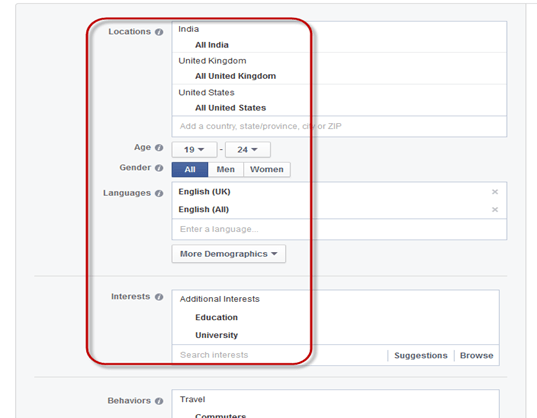 Locations
India
All India
United Kingdom
All United Kingdom
United States
All United States
Add a country, state/province, city or ZIP
Age 19 - 24
Gender All Men Women
Languages English (UK)
English (All)
Enter a language...
More Demographics
Interests Additional Interests
Education
University
Search interests Suggestions Browse
Behaviors Travel
Commuters